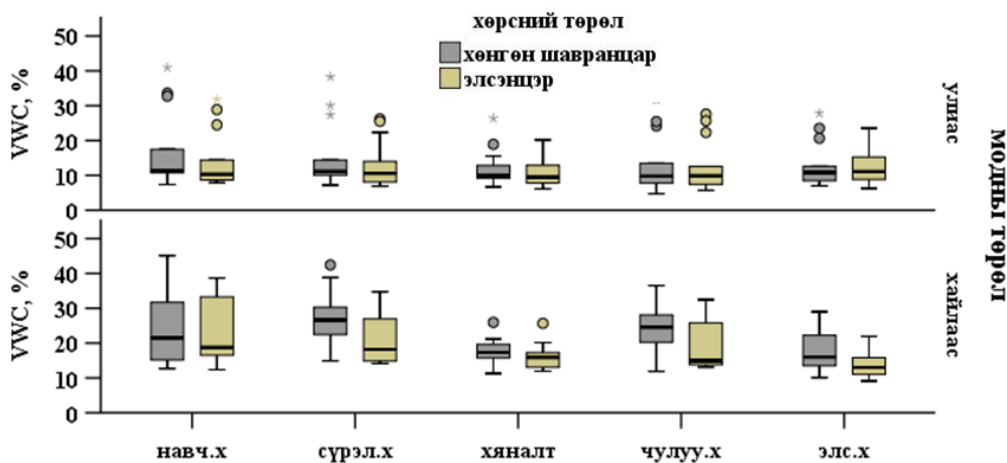 хөрсний төрөл
хөнгөн шавранцар
элсэнцэр
VWC, %
50
40
30
20
10
0
улиас
VWC, %
50
40
30
20
10
0
хайлаас
модны төрөл
навч.х
сүрэл.х
хяналт
чулуу.х
элс.х